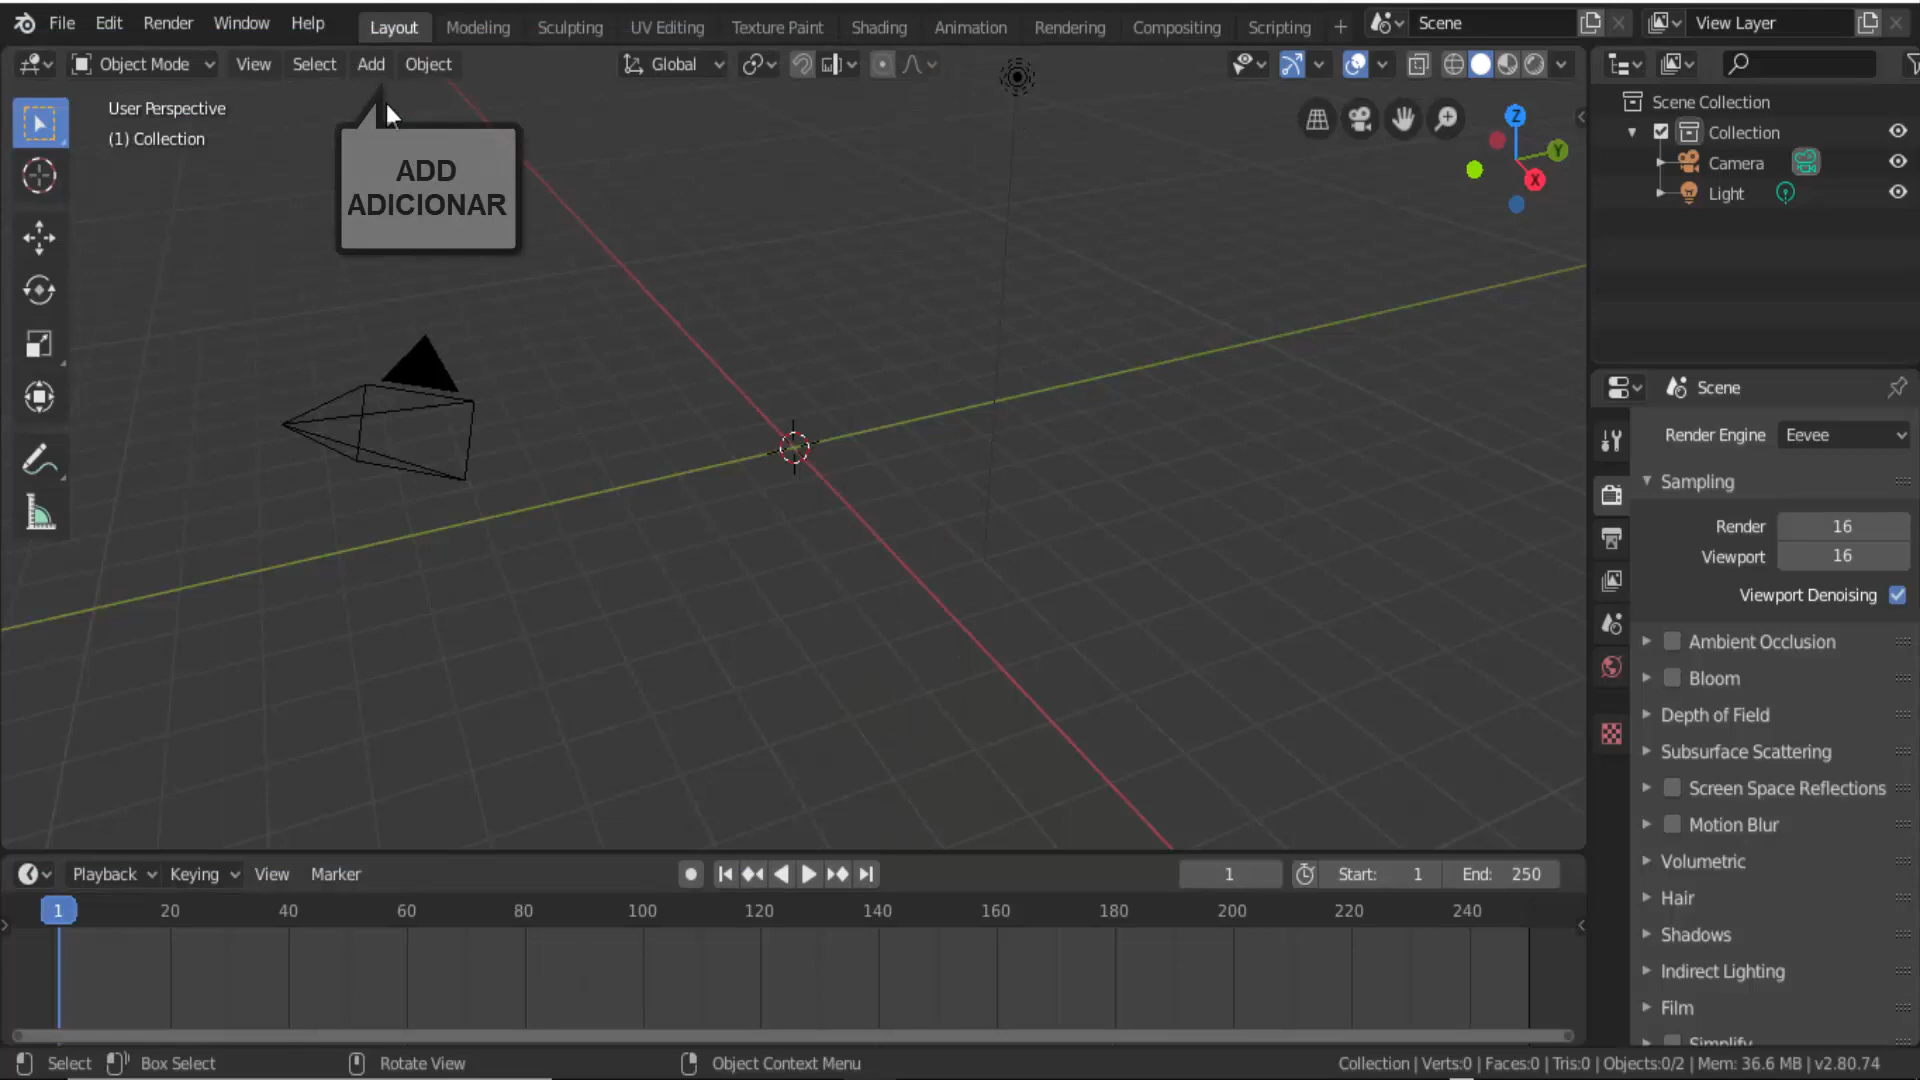 File Edit Render Window Help Layout Modeling Sculpting UV Editing Texture Paint Shading Animation Rendering Compositing Scripting + Scene View Layer
Object Mode View Select Add Object Global
User Perspective
(1) Collection
ADD
ADICIONAR
Z
Y
X
Scene Collection
Collection
Camera
Light
Scene
Render Engine Eevee
Sampling
Render 16
Viewport 16
Viewport Denoising
Ambient Occlusion
Bloom
Depth of Field
Subsurface Scattering
Screen Space Reflections
Motion Blur
Volumetric
Hair
Shadows
Indirect Lighting
Film
Simplify
Playback Keying View Marker 1 Start: 1 End: 250
1 20 40 60 80 100 120 140 160 180 200 220 240
Select Box Select Rotate View Object Context Menu Collection | Verts:0 | Faces:0 | Tris:0 | Objects:0/2 | Mem: 36.6 MB | v2.80.74